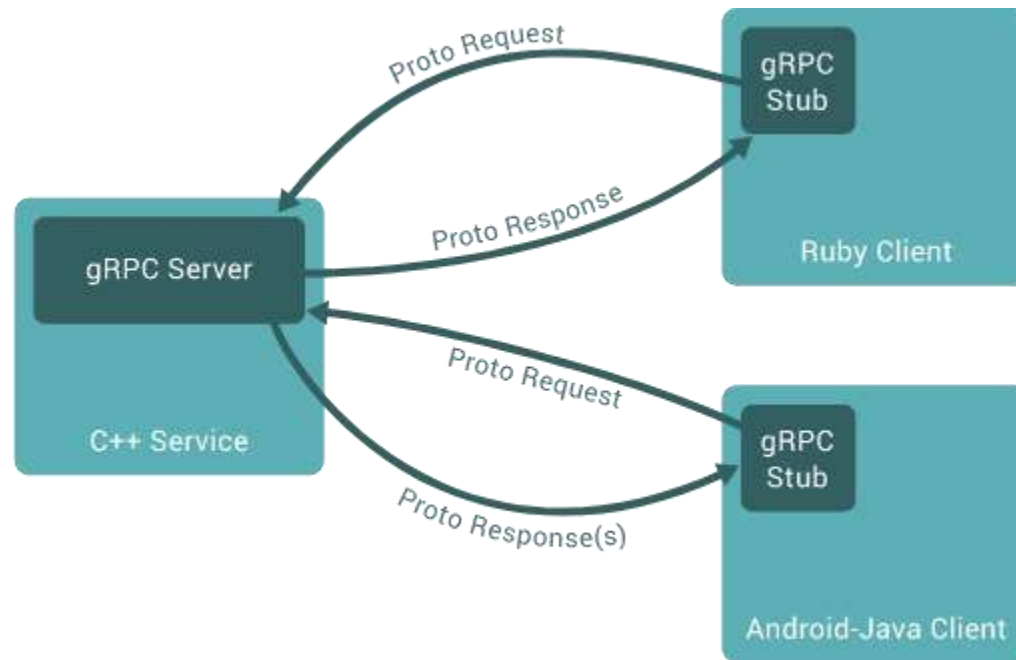 Proto Request
gRPC
Stub
Proto Response
Ruby Client
gRPC Server
Proto Request
C++ Service
gRPC
Stub
Proto Response(s)
Android-Java Client